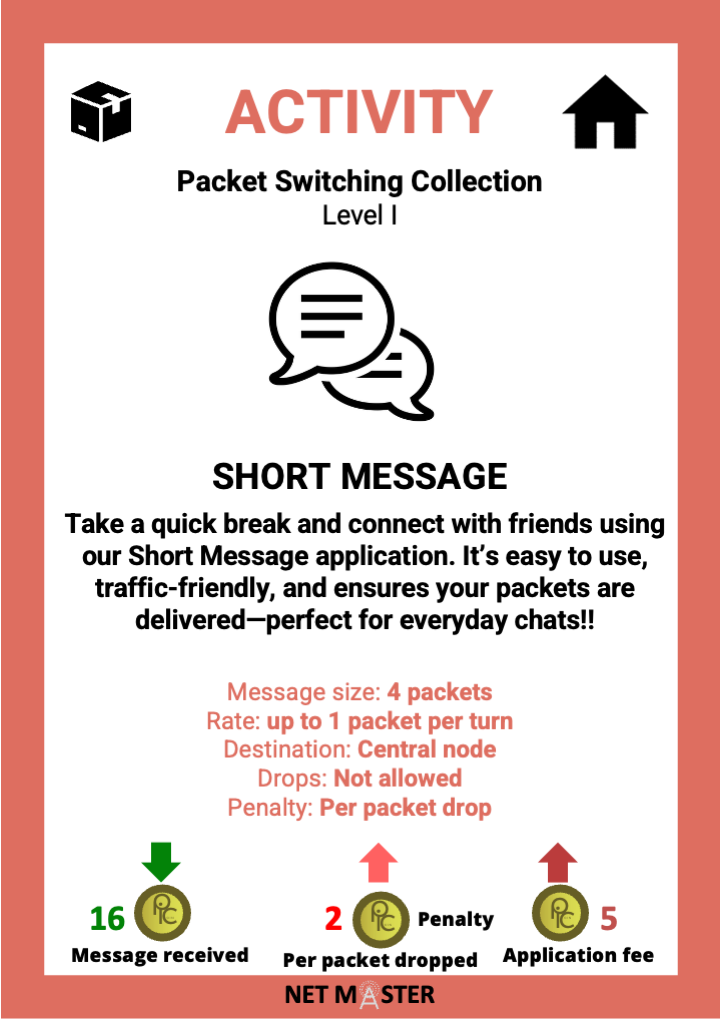 ACTIVITY
Packet Switching Collection
Level I
SHORT MESSAGE
Take a quick break and connect with friends using
our Short Message application. It’s easy to use,
traffic-friendly, and ensures your packets are
delivered—perfect for everyday chats!!
Message size: 4 packets
Rate: up to 1 packet per turn
Destination: Central node
Drops: Not allowed
Penalty: Per packet drop
16
Message received
2 Penalty
Per packet dropped
5
Application fee
NET MASTER